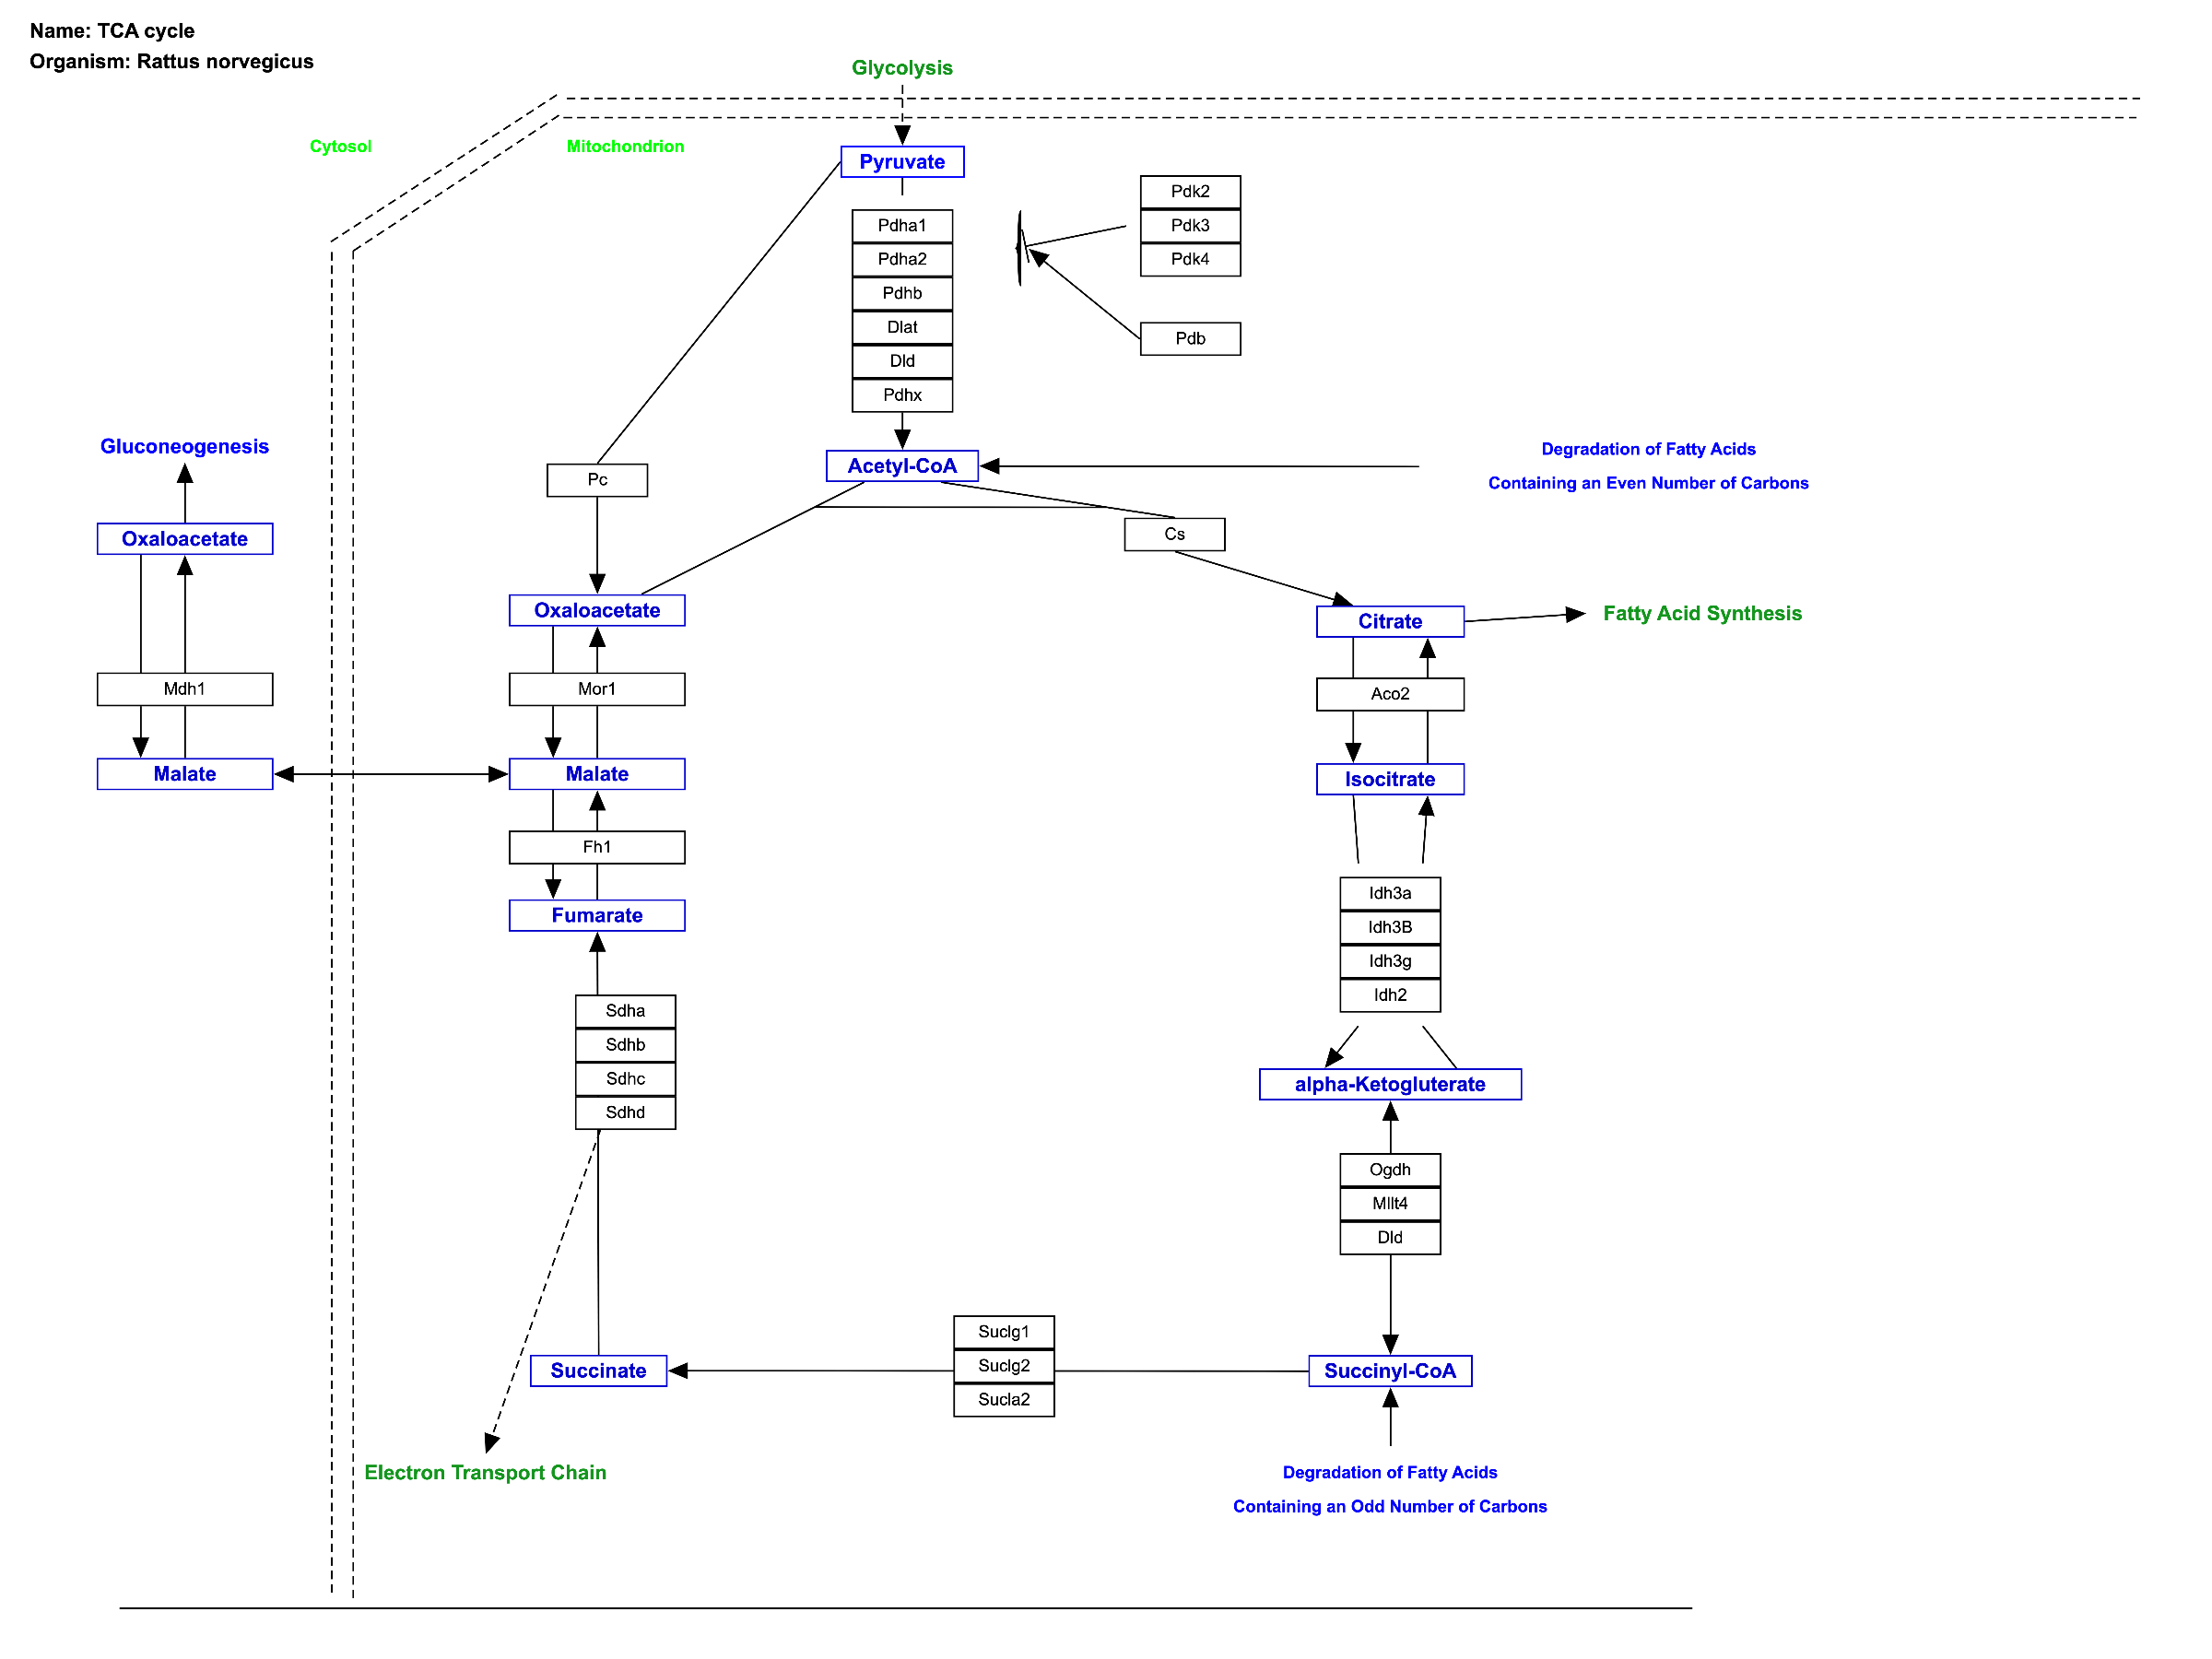 Name: TCA cycle
Organism: Rattus norvegicus
Glycolysis
Cytosol
Mitochondrion
Pyruvate
Pdk2
Pdk3
Pdk4
Pdha1
Pdha2
Pdhb
Dlat
Dld
Pdhx
Pdb
Gluconeogenesis
Acetyl-CoA
Degradation of Fatty Acids
Containing an Even Number of Carbons
Pc
Cs
Oxaloacetate
Oxaloacetate
Citrate
Fatty Acid Synthesis
Mdh1
Mor1
Aco2
Malate
Malate
Isocitrate
Fh1
Fumarate
Idh3a
Idh3B
Idh3g
Idh2
Sdha
Sdhb
Sdhc
Sdhd
alpha-Ketogluterate
Ogdh
Mllt4
Dld
Suclg1
Suclg2
Sucla2
Succinate
Succinyl-CoA
Electron Transport Chain
Degradation of Fatty Acids
Containing an Odd Number of Carbons